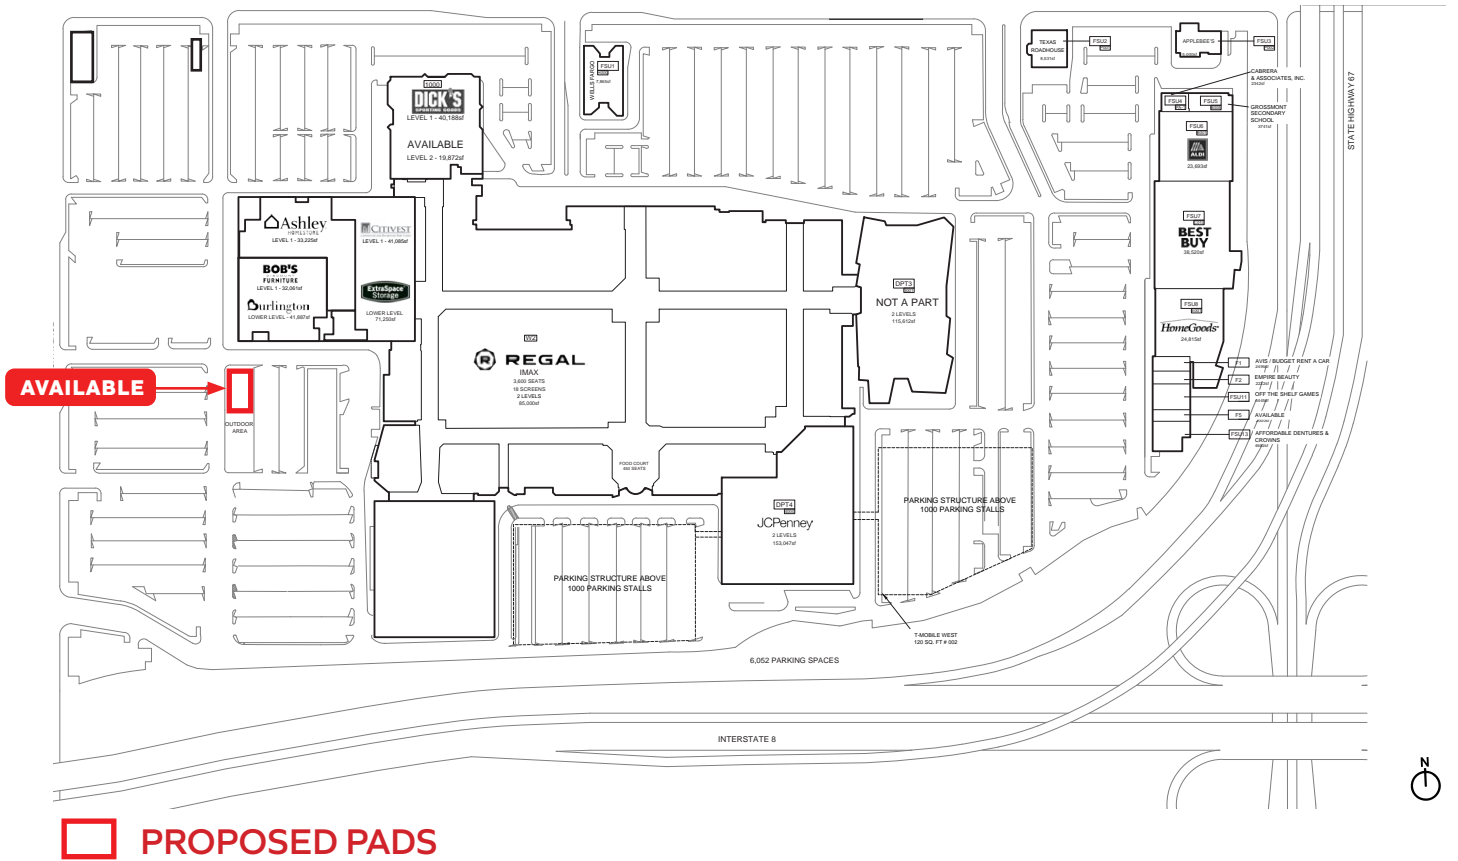 TEXAS
ROADHOUSE
FSU2
APPLEBEE'S
FSU3
WELLS FARGO
FSU1
STATE HIGHWAY 67
CABRERA
& ASSOCIATES, INC.
FSU4
FSU5
GROSSMONT
SECONDARY
SCHOOL
1000
DICK'S
SPORTING GOODS
LEVEL 1 - 40,188sf
AVAILABLE
LEVEL 2 - 19,872sf
FSU6
ALDI
23,693sf
Ashley
HOMESTORE
LEVEL 1 - 33,225sf
CITIVEST
LEVEL 1 - 41,085sf
FSU7
BEST
BUY
38,520sf
BOB'S
FURNITURE
LEVEL 1 - 32,061sf
Burlington
LOWER LEVEL - 41,887sf
ExtraSpace
Storage
LOWER LEVEL
71,250sf
DPT3
NOT A PART
2 LEVELS
115,612sf
FSU8
HomeGoods
24,815sf
W2
REGAL
IMAX
3,600 SEATS
18 SCREENS
2 LEVELS
85,000sf
F1
AVIS / BUDGET RENT A CAR
F2
EMPIRE BEAUTY
FSU11
OFF THE SHELF GAMES
F5
AVAILABLE
FSU13
AFFORDABLE DENTURES &
CROWNS
AVAILABLE
OUTDOOR
AREA
FOOD COURT
DPT4
JCPenney
2 LEVELS
153,047sf
PARKING STRUCTURE ABOVE
1000 PARKING STALLS
PARKING STRUCTURE ABOVE
1000 PARKING STALLS
T-MOBILE WEST
120 SQ. FT # 002
6,052 PARKING SPACES
INTERSTATE 8
N
PROPOSED PADS